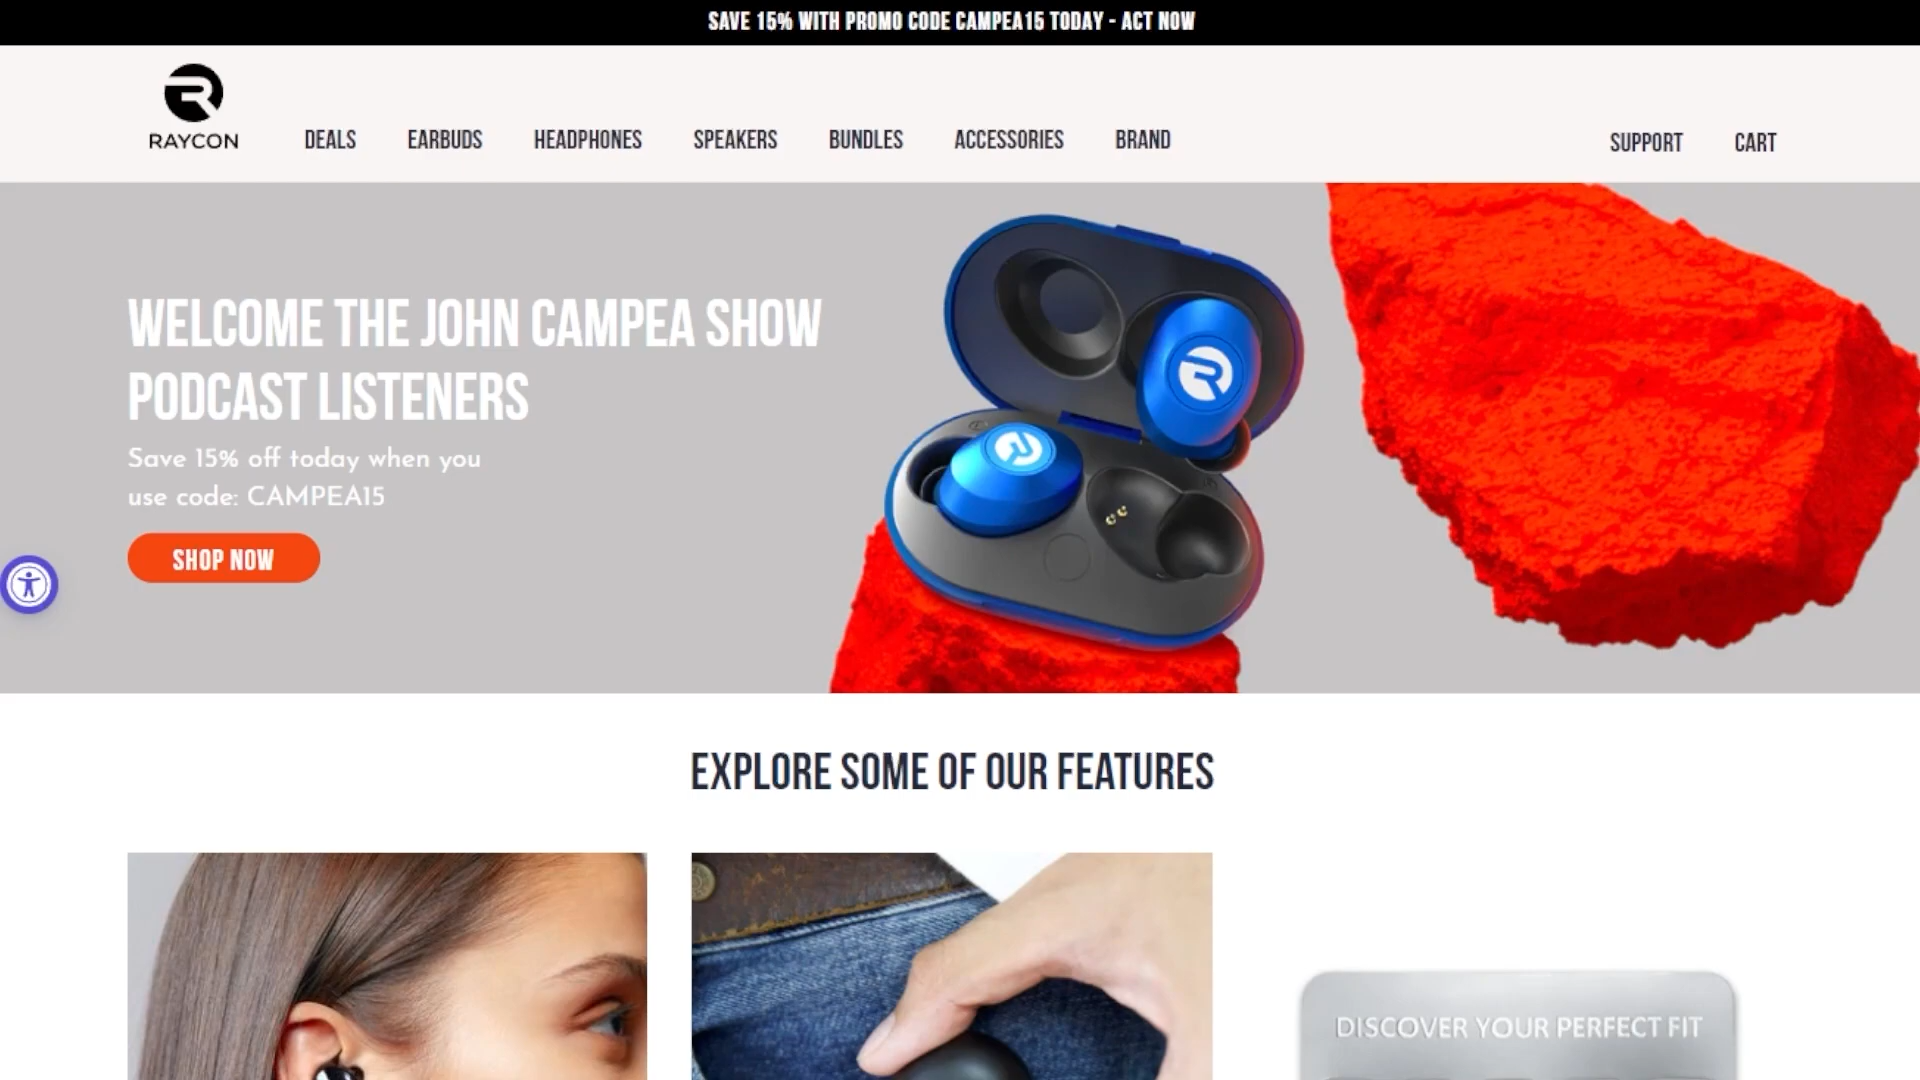 SAVE 15% WITH PROMO CODE CAMPEA15 TODAY - ACT NOW
RAYCON
DEALS
EARBUDS
HEADPHONES
SPEAKERS
BUNDLES
ACCESSORIES
BRAND
SUPPORT
CART
WELCOME THE JOHN CAMPEA SHOW
PODCAST LISTENERS
Save 15% off today when you
use code: CAMPEA15
SHOP NOW
EXPLORE SOME OF OUR FEATURES
DISCOVER YOUR PERFECT FIT